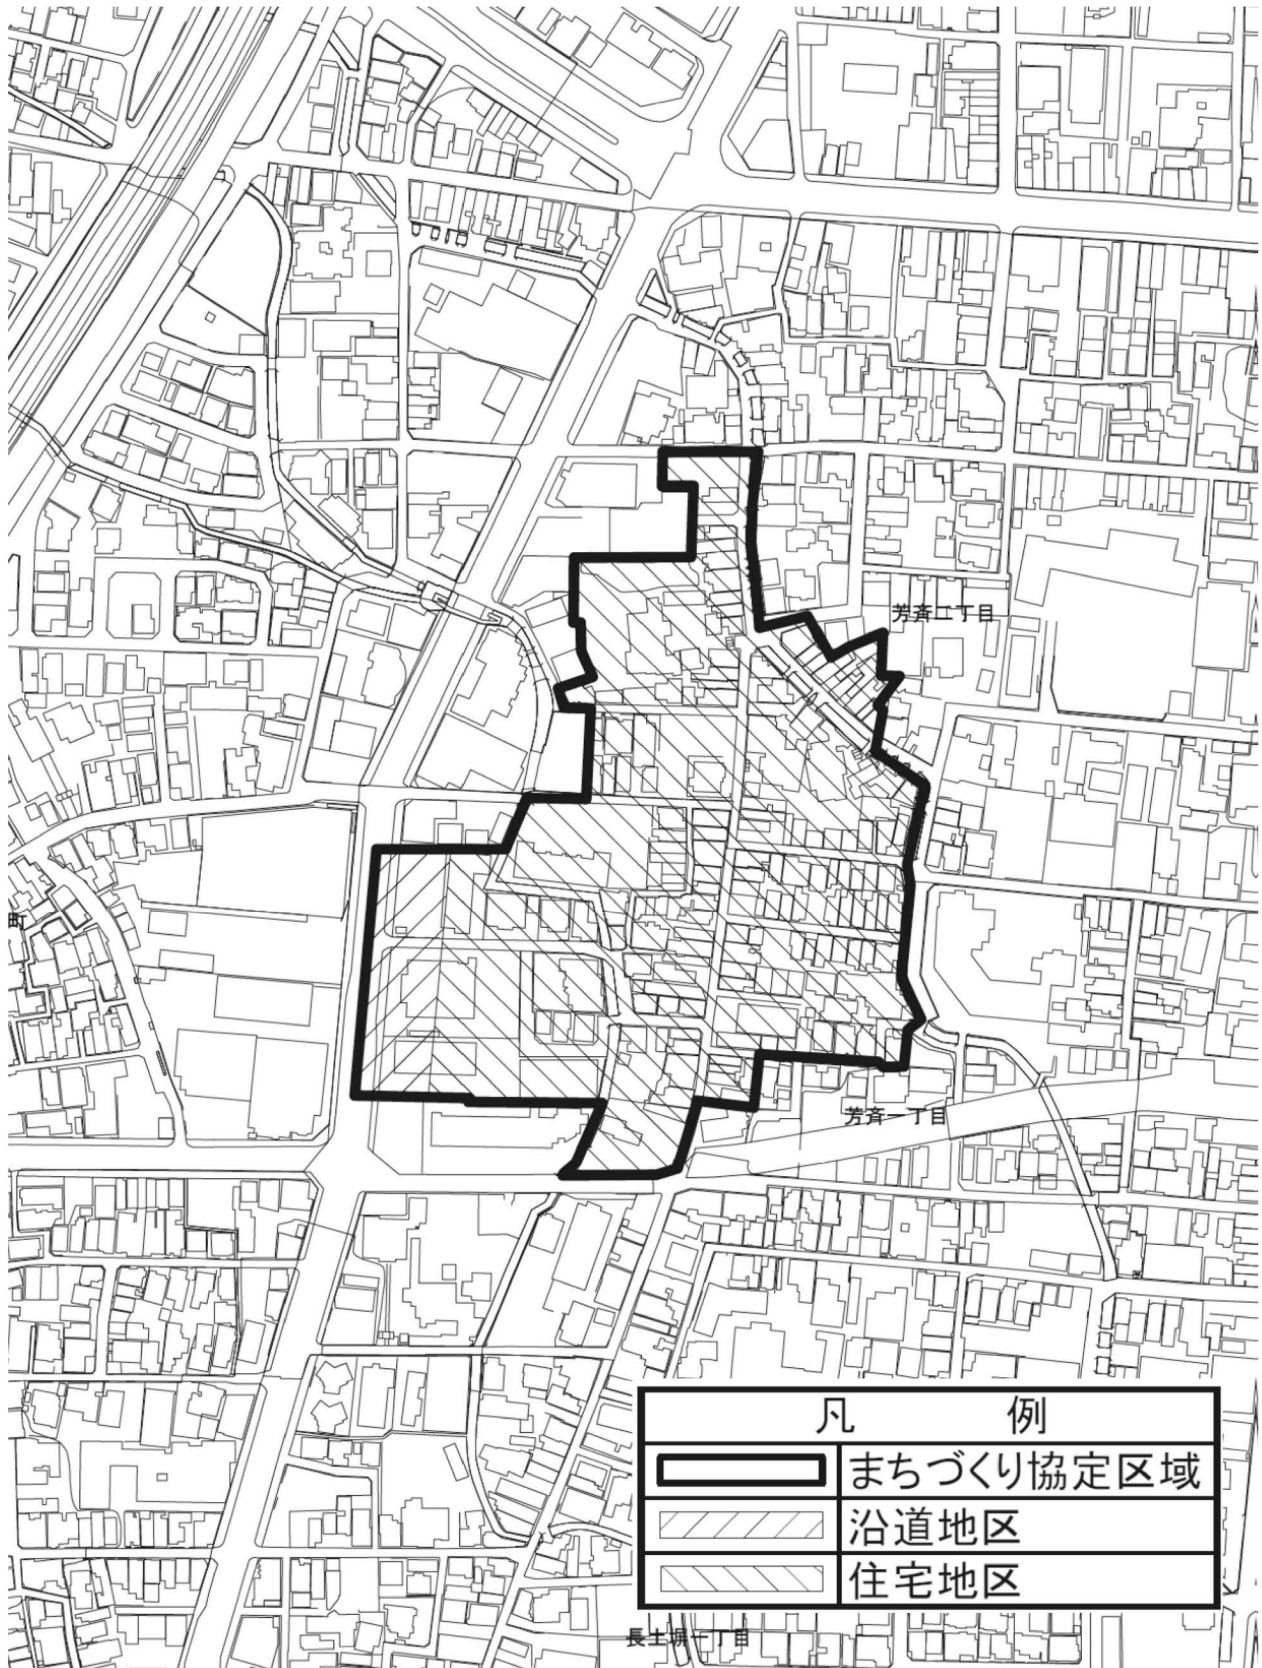 芳斉二丁目
町
芳斉一丁目
凡 例
まちづくり協定区域
沿道地区
住宅地区
長土塀一丁目